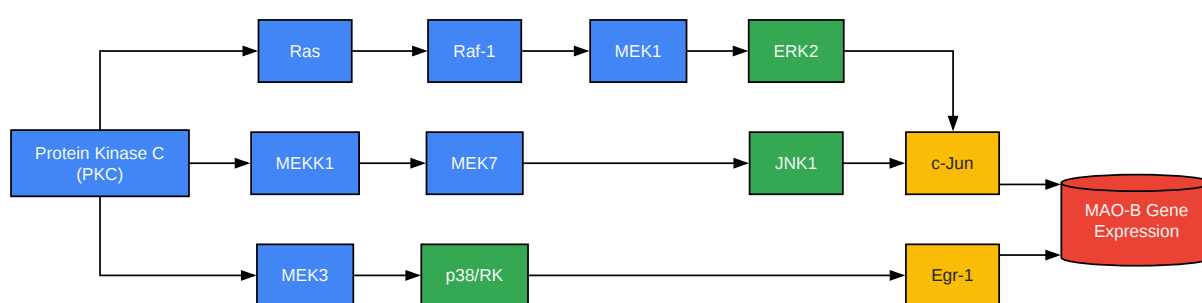 Ras
Raf-1
MEK1
ERK2
Protein Kinase C
(PKC)
MEKK1
MEK7
JNK1
c-Jun
MAO-B Gene
Expression
MEK3
p38/RK
Egr-1